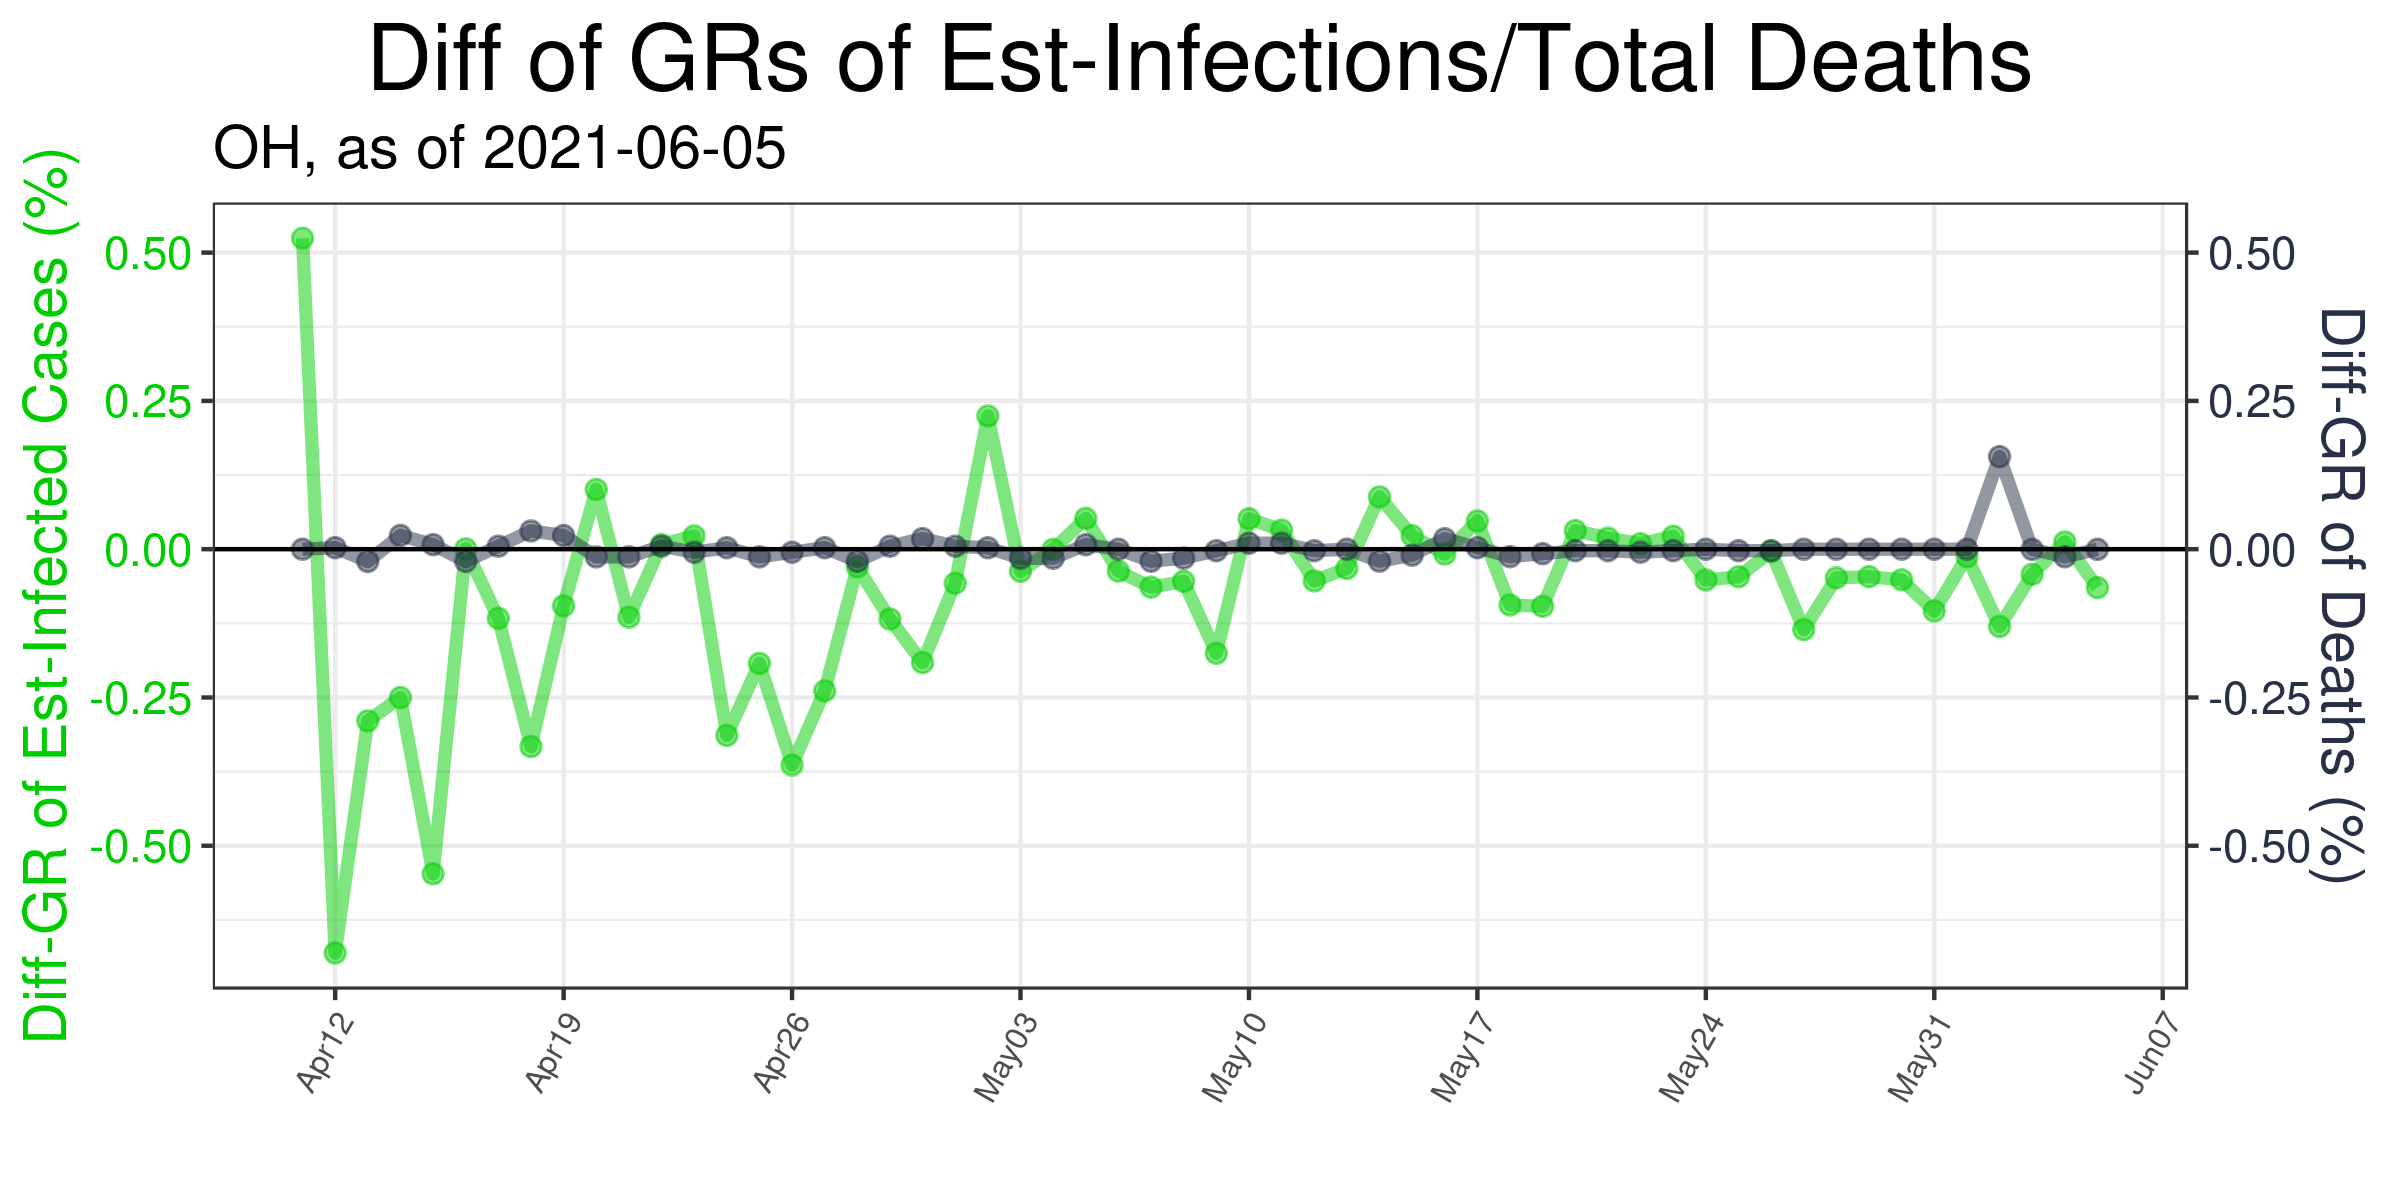 Diff of GRs of Est-Infections/Total Deaths
OH, as of 2021-06-05
Diff-GR of Est-Infected Cases (%)
0.50
0.25
0.00
-0.25
-0.50
0.50
0.25
0.00
-0.25
-0.50
Diff-GR of Deaths (%)
Apr12
Apr19
Apr26
May03
May10
May17
May24
May31
Jun07